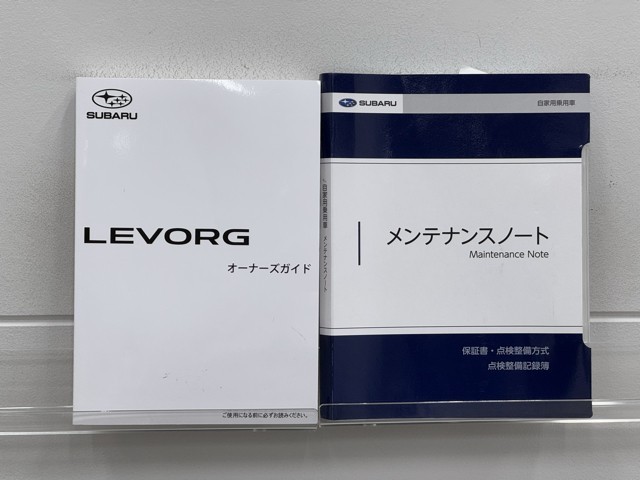 SUBARU
LEVORG
オーナーズガイド
ご使用になる前に必ずお読みください。
自家用乗用車 メンテナンスノート
SUBARU
自家用乗用車
メンテナンスノート
Maintenance Note
保証書・点検整備方式
点検整備記録簿